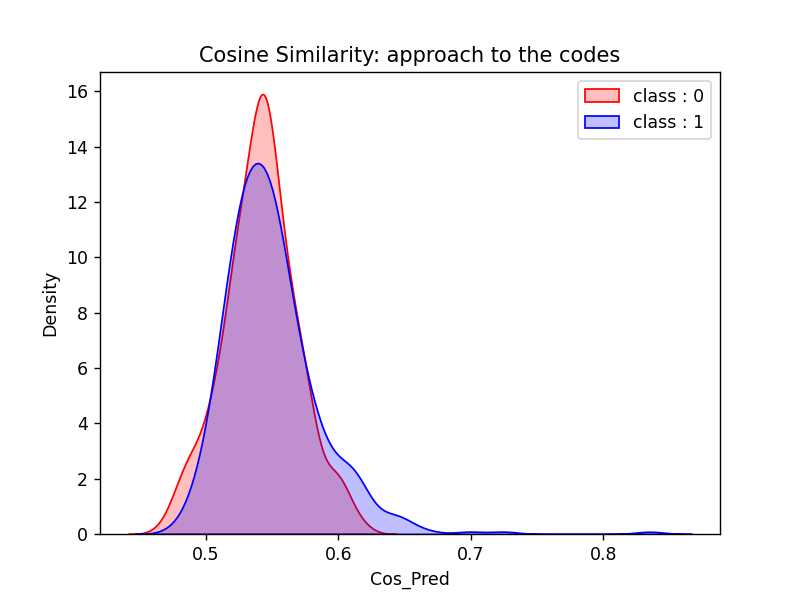 Cosine Similarity: approach to the codes
class : 0
class : 1
16
14
12
10
8
6
4
2
0
Density
0.5 0.6 0.7 0.8
Cos_Pred